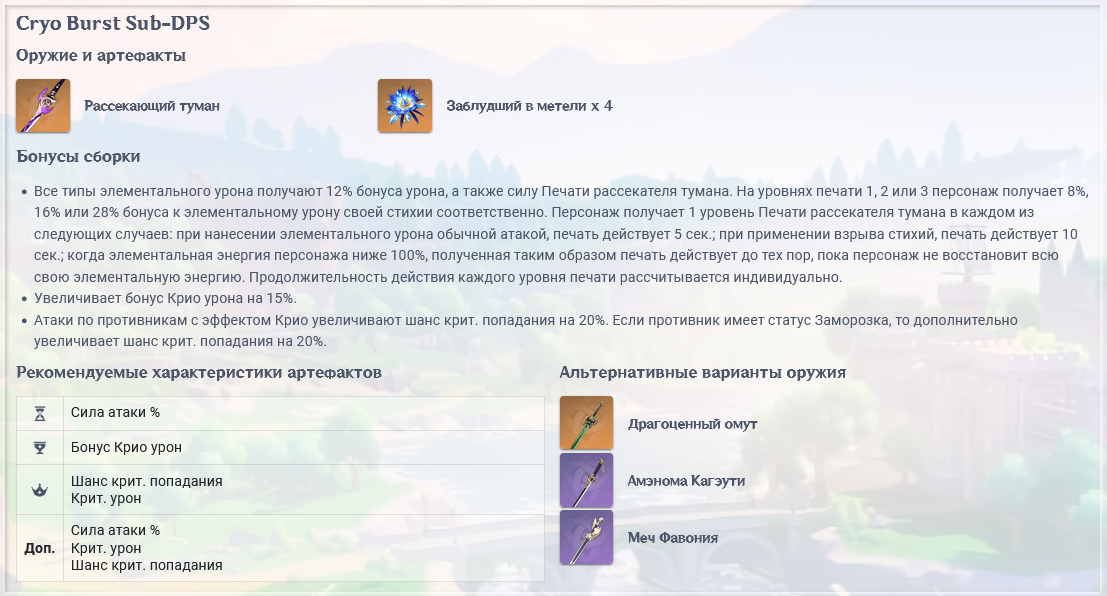 Cryo Burst Sub-DPS
Оружие и артефакты
Рассекающий туман
Заблудший в метели x 4
Бонусы сборки
Все типы элементального урона получают 12% бонуса урона, а также силу Печати рассекателя тумана. На уровнях печати 1, 2 или 3 персонаж получает 8%,
16% или 28% бонуса к элементальному урону своей стихии соответственно. Персонаж получает 1 уровень Печати рассекателя тумана в каждом из
следующих случаев: при нанесении элементального урона обычной атакой, печать действует 5 сек.; при применении взрыва стихий, печать действует 10
сек.; когда элементальная энергия персонажа ниже 100%, полученная таким образом печать действует до тех пор, пока персонаж не восстановит всю
свою элементальную энергию. Продолжительность действия каждого уровня печати рассчитывается индивидуально.
Увеличивает бонус Крио урона на 15%.
Атаки по противникам с эффектом Крио увеличивают шанс крит. попадания на 20%. Если противник имеет статус Заморозка, то дополнительно
увеличивает шанс крит. попадания на 20%.
Рекомендуемые характеристики артефактов
Сила атаки %
Бонус Крио урон
Шанс крит. попадания
Крит. урон
Доп.
Сила атаки %
Крит. урон
Шанс крит. попадания
Альтернативные варианты оружия
Драгоценный омут
Амэнома Кагэути
Меч Фавония